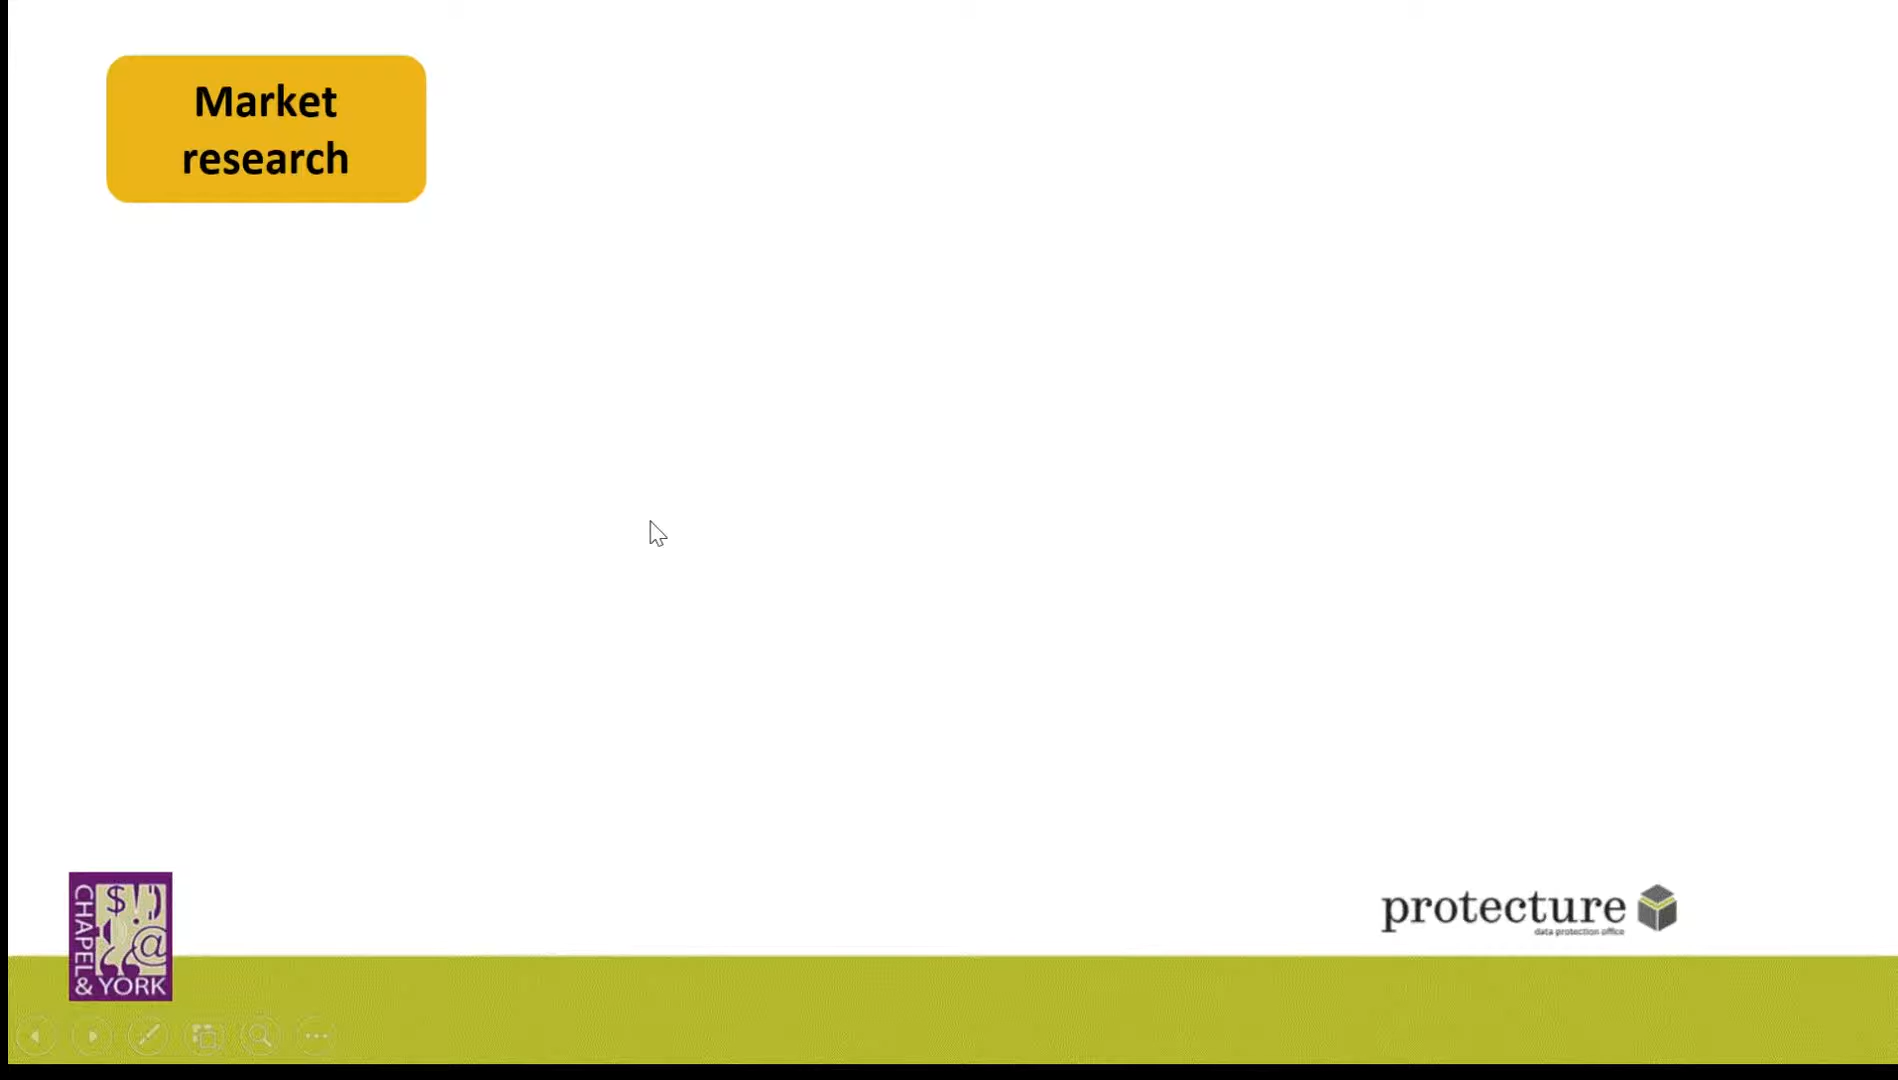 Market
research
CHAPEL
& YORK
$!)
@
protecture
data protection office